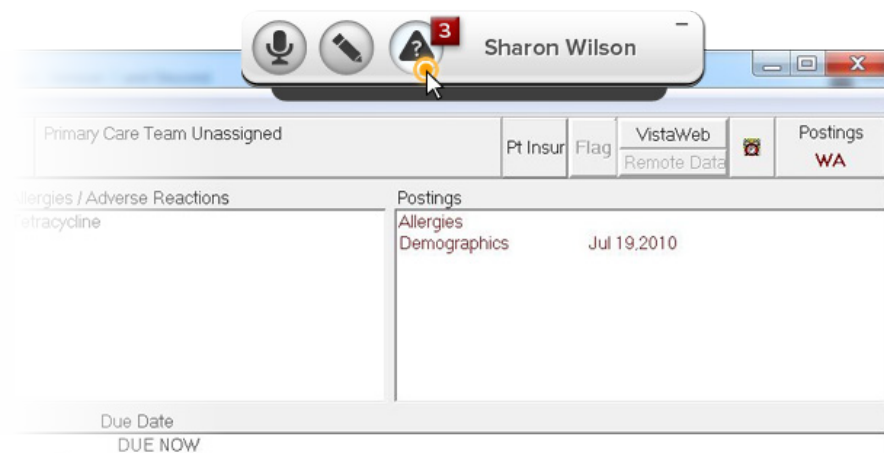 3
Sharon Wilson
?
Primary Care Team Unassigned
Pt Insur
Flag
VistaWeb
Remote Data
Postings
WA
Allergies / Adverse Reactions
Postings
Tetracycline
Allergies
Demographics Jul 19,2010
Due Date
DUE NOW